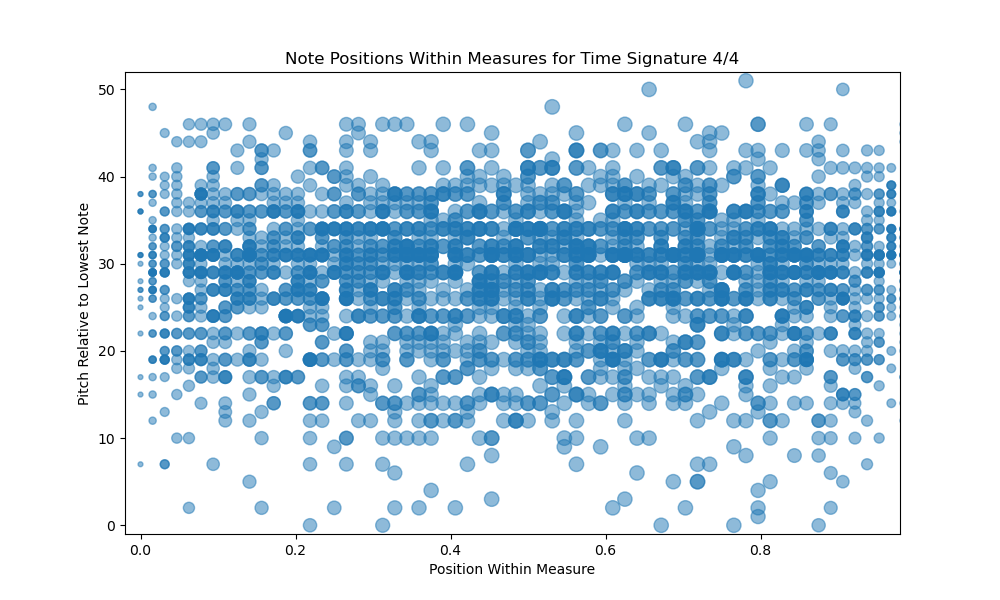 Note Positions Within Measures for Time Signature 4/4
50
40
30
20
10
0
Pitch Relative to Lowest Note
0.0 0.2 0.4 0.6 0.8
Position Within Measure